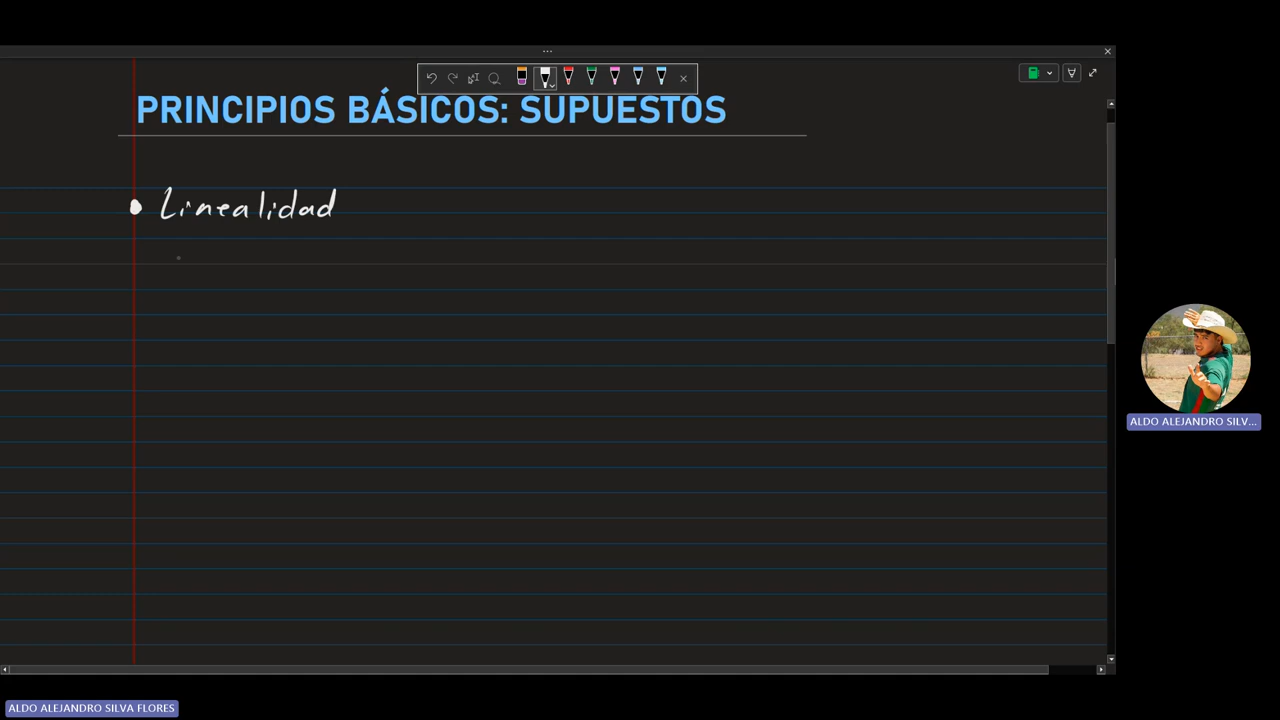 PRINCIPIOS BÁSICOS: SUPUESTOS
• Linealidad
ALDO ALEJANDRO SILV...
ALDO ALEJANDRO SILVA FLORES